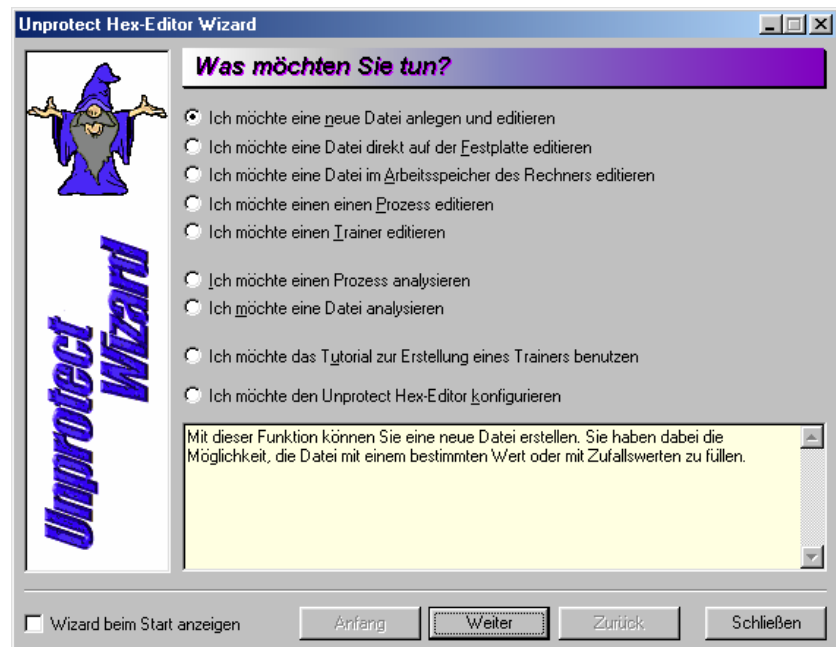 Unprotect Hex-Editor Wizard
Was möchten Sie tun?
Unprotect
Wizard
Ich möchte eine neue Datei anlegen und editieren
Ich möchte eine Datei direkt auf der Festplatte editieren
Ich möchte eine Datei im Arbeitsspeicher des Rechners editieren
Ich möchte einen einen Prozess editieren
Ich möchte einen Trainer editieren
Ich möchte einen Prozess analysieren
Ich möchte eine Datei analysieren
Ich möchte das Tutorial zur Erstellung eines Trainers benutzen
Ich möchte den Unprotect Hex-Editor konfigurieren
Mit dieser Funktion können Sie eine neue Datei erstellen. Sie haben dabei die
Möglichkeit, die Datei mit einem bestimmten Wert oder mit Zufallswerten zu füllen.
Wizard beim Start anzeigen
Anfang
Weiter
Zurück
Schließen